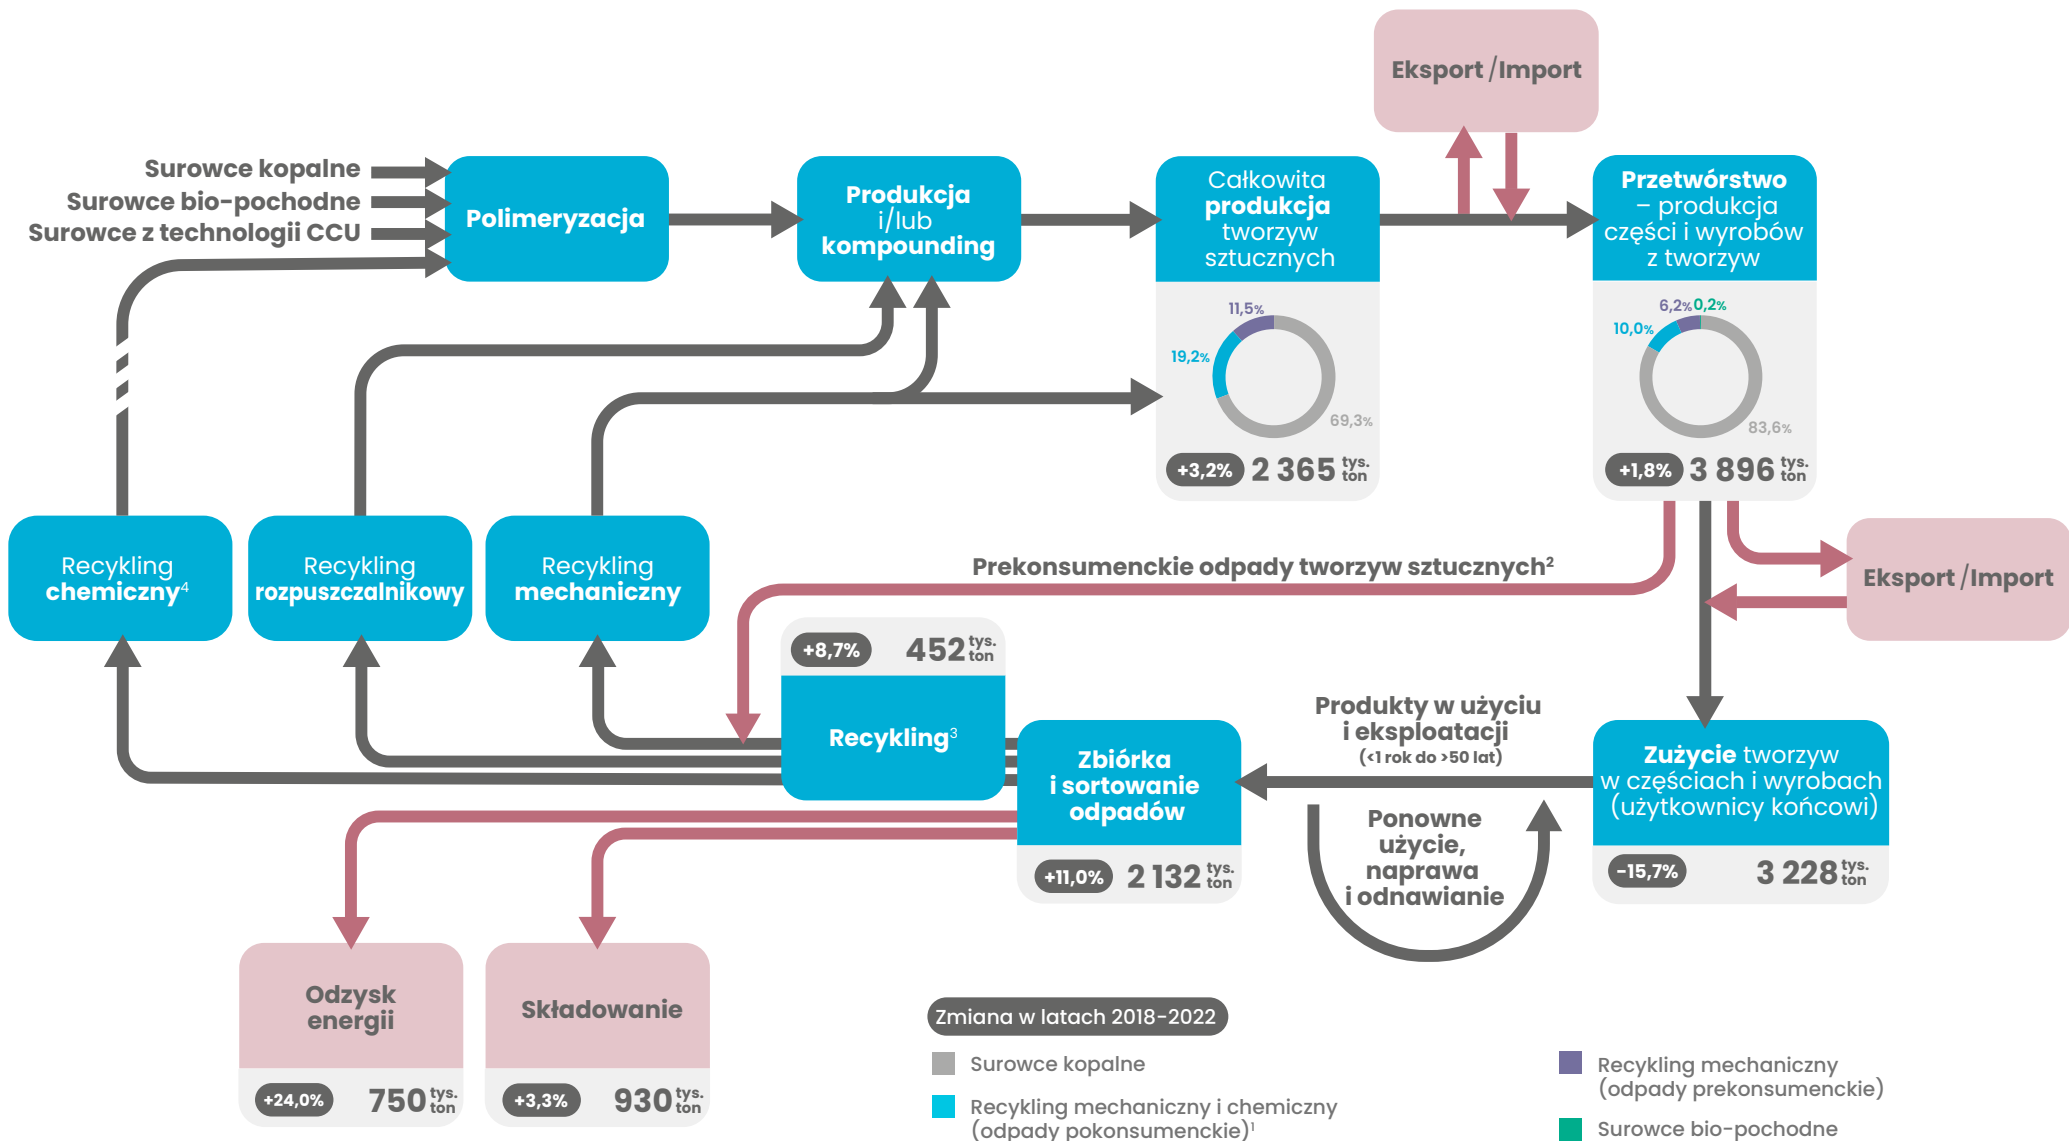 Eksport / Import
Surowce kopalne
Surowce bio-pochodne
Surowce z technologii CCU
Polimeryzacja
Produkcja
i/lub
kompounding
Całkowita
produkcja
tworzyw
sztucznych
11,5%
19,2%
69,3%
+3,2% 2 365 tys. ton
Przetwórstwo
– produkcja
części i wyrobów
z tworzyw
6,2% 0,2%
10,0%
83,6%
+1,8% 3 896 tys. ton
Recykling
chemiczny⁴
Recykling
rozpuszczalnikowy
Recykling
mechaniczny
Prekonsumenckie odpady tworzyw sztucznych²
Eksport / Import
+8,7% 452 tys. ton
Recykling³
Zbiórka
i sortowanie
odpadów
+11,0% 2 132 tys. ton
Produkty w użyciu
i eksploatacji
(<1 rok do >50 lat)
Ponowne
użycie,
naprawa
i odnawianie
Zużycie tworzyw
w częściach i wyrobach
(użytkownicy końcowi)
-15,7% 3 228 tys. ton
Odzysk
energii
+24,0% 750 tys. ton
Składowanie
+3,3% 930 tys. ton
Zmiana w latach 2018-2022
Surowce kopalne
Recykling mechaniczny i chemiczny
(odpady pokonsumenckie)¹
Recykling mechaniczny
(odpady prekonsumenckie)
Surowce bio-pochodne